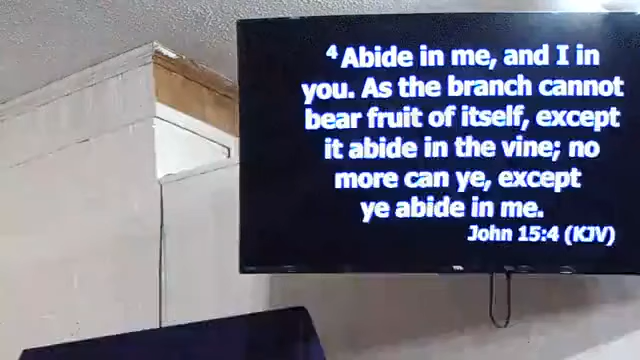 4 Abide in me, and I in
you. As the branch cannot
bear fruit of itself, except
it abide in the vine; no
more can ye, except
ye abide in me.
John 15:4 (KJV)
TCL